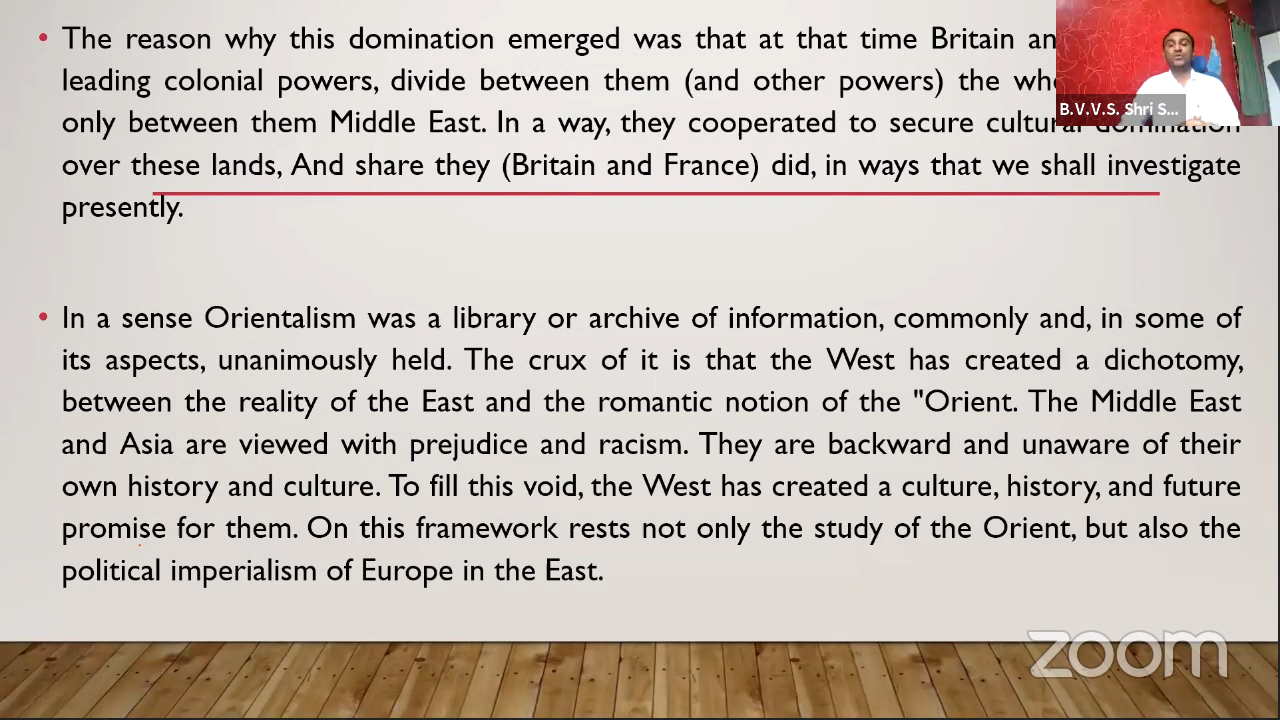 The reason why this domination emerged was that at that time Britain an
leading colonial powers, divide between them (and other powers) the
only between them Middle East. In a way, they cooperated to secure cultural domination
over these lands, And share they (Britain and France) did, in ways that we shall investigate
presently.
In a sense Orientalism was a library or archive of information, commonly and, in some of
its aspects, unanimously held. The crux of it is that the West has created a dichotomy,
between the reality of the East and the romantic notion of the "Orient. The Middle East
and Asia are viewed with prejudice and racism. They are backward and unaware of their
own history and culture. To fill this void, the West has created a culture, history, and future
promise for them. On this framework rests not only the study of the Orient, but also the
political imperialism of Europe in the East.
B.V.V.S. Shri S...
zoom